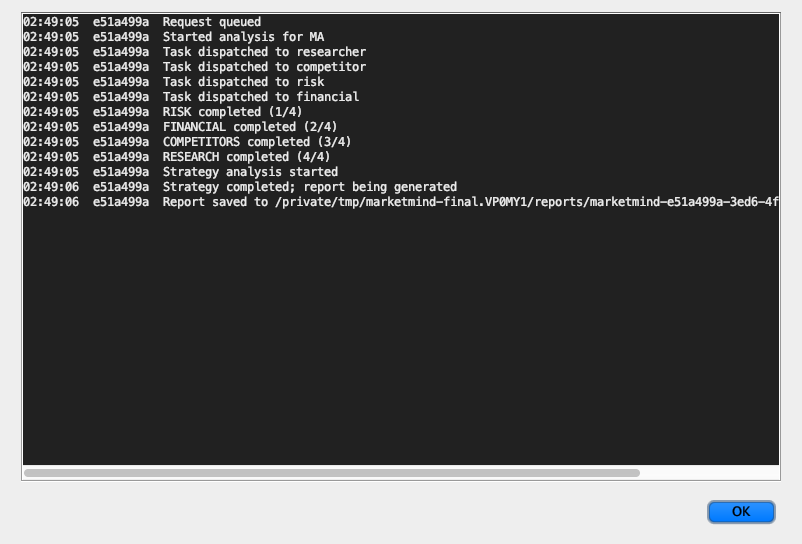 02:49:05  e51a499a  Request queued
02:49:05  e51a499a  Started analysis for MA
02:49:05  e51a499a  Task dispatched to researcher
02:49:05  e51a499a  Task dispatched to competitor
02:49:05  e51a499a  Task dispatched to risk
02:49:05  e51a499a  Task dispatched to financial
02:49:05  e51a499a  RISK completed (1/4)
02:49:05  e51a499a  FINANCIAL completed (2/4)
02:49:05  e51a499a  COMPETITORS completed (3/4)
02:49:05  e51a499a  RESEARCH completed (4/4)
02:49:05  e51a499a  Strategy analysis started
02:49:06  e51a499a  Strategy completed; report being generated
02:49:06  e51a499a  Report saved to /private/tmp/marketmind-final.VP0MY1/reports/marketmind-e51a499a-3ed6-4f
OK